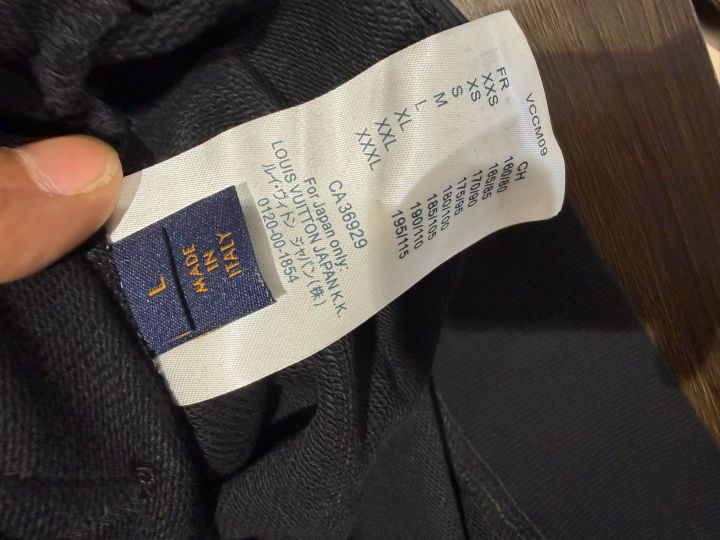 VCCM09
FR CH
XXS 160/80
XS 165/85
S 170/90
M 175/95
L 180/100
XL 185/105
XXL 190/110
XXXL 195/115
CA 36929
For Japan only:
LOUIS VUITTON JAPAN K.K.
ルイ・ヴィトン ジャパン(株)
0120-00-1854
L
MADE
IN
ITALY